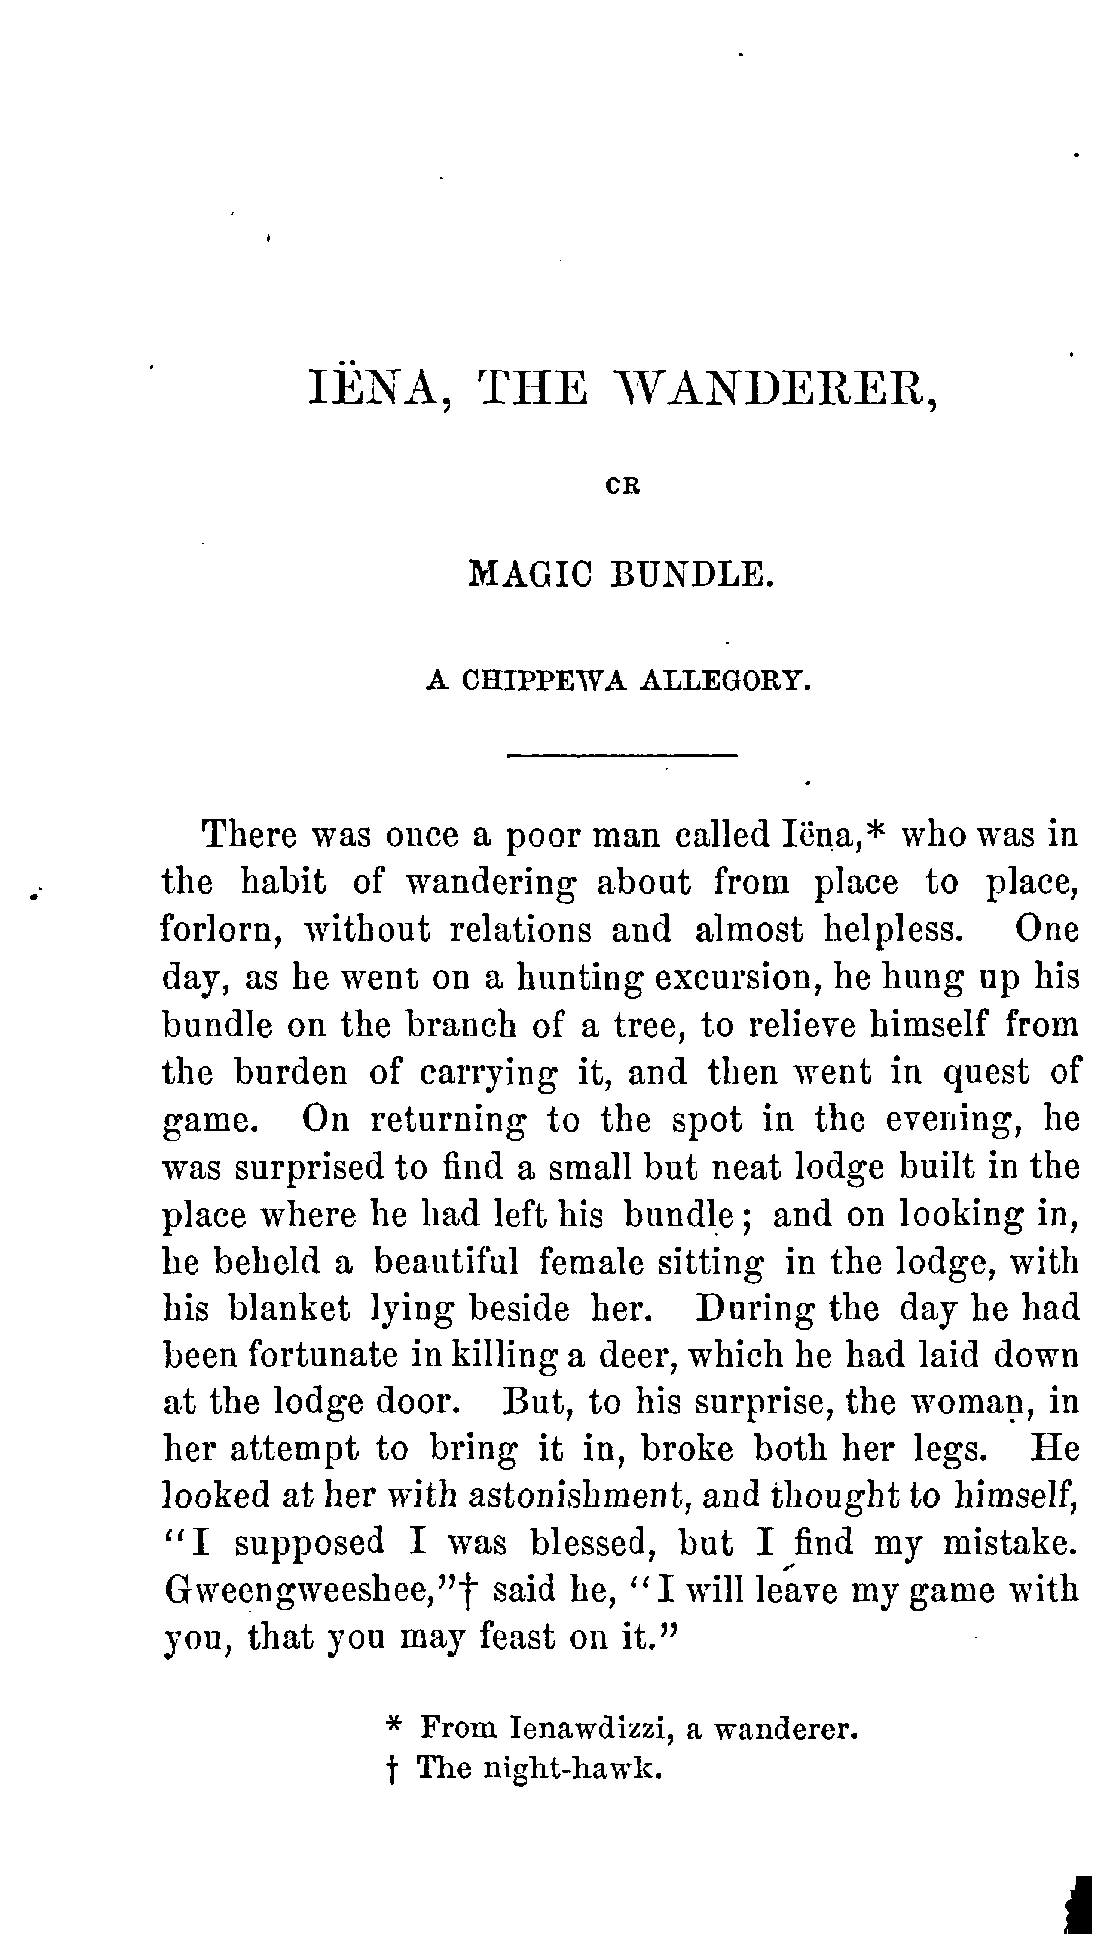 IËNA, THE WANDERER,
OR
MAGIC BUNDLE.
A CHIPPEWA ALLEGORY.
There was once a poor man called Iëna,* who was in
the habit of wandering about from place to place,
forlorn, without relations and almost helpless. One
day, as he went on a hunting excursion, he hung up his
bundle on the branch of a tree, to relieve himself from
the burden of carrying it, and then went in quest of
game. On returning to the spot in the evening, he
was surprised to find a small but neat lodge built in the
place where he had left his bundle; and on looking in,
he beheld a beautiful female sitting in the lodge, with
his blanket lying beside her. During the day he had
been fortunate in killing a deer, which he had laid down
at the lodge door. But, to his surprise, the woman, in
her attempt to bring it in, broke both her legs. He
looked at her with astonishment, and thought to himself,
"I supposed I was blessed, but I find my mistake.
Gweengweeshee,"† said he, "I will leave my game with
you, that you may feast on it."
* From Ienawdizzi, a wanderer.
† The night-hawk.